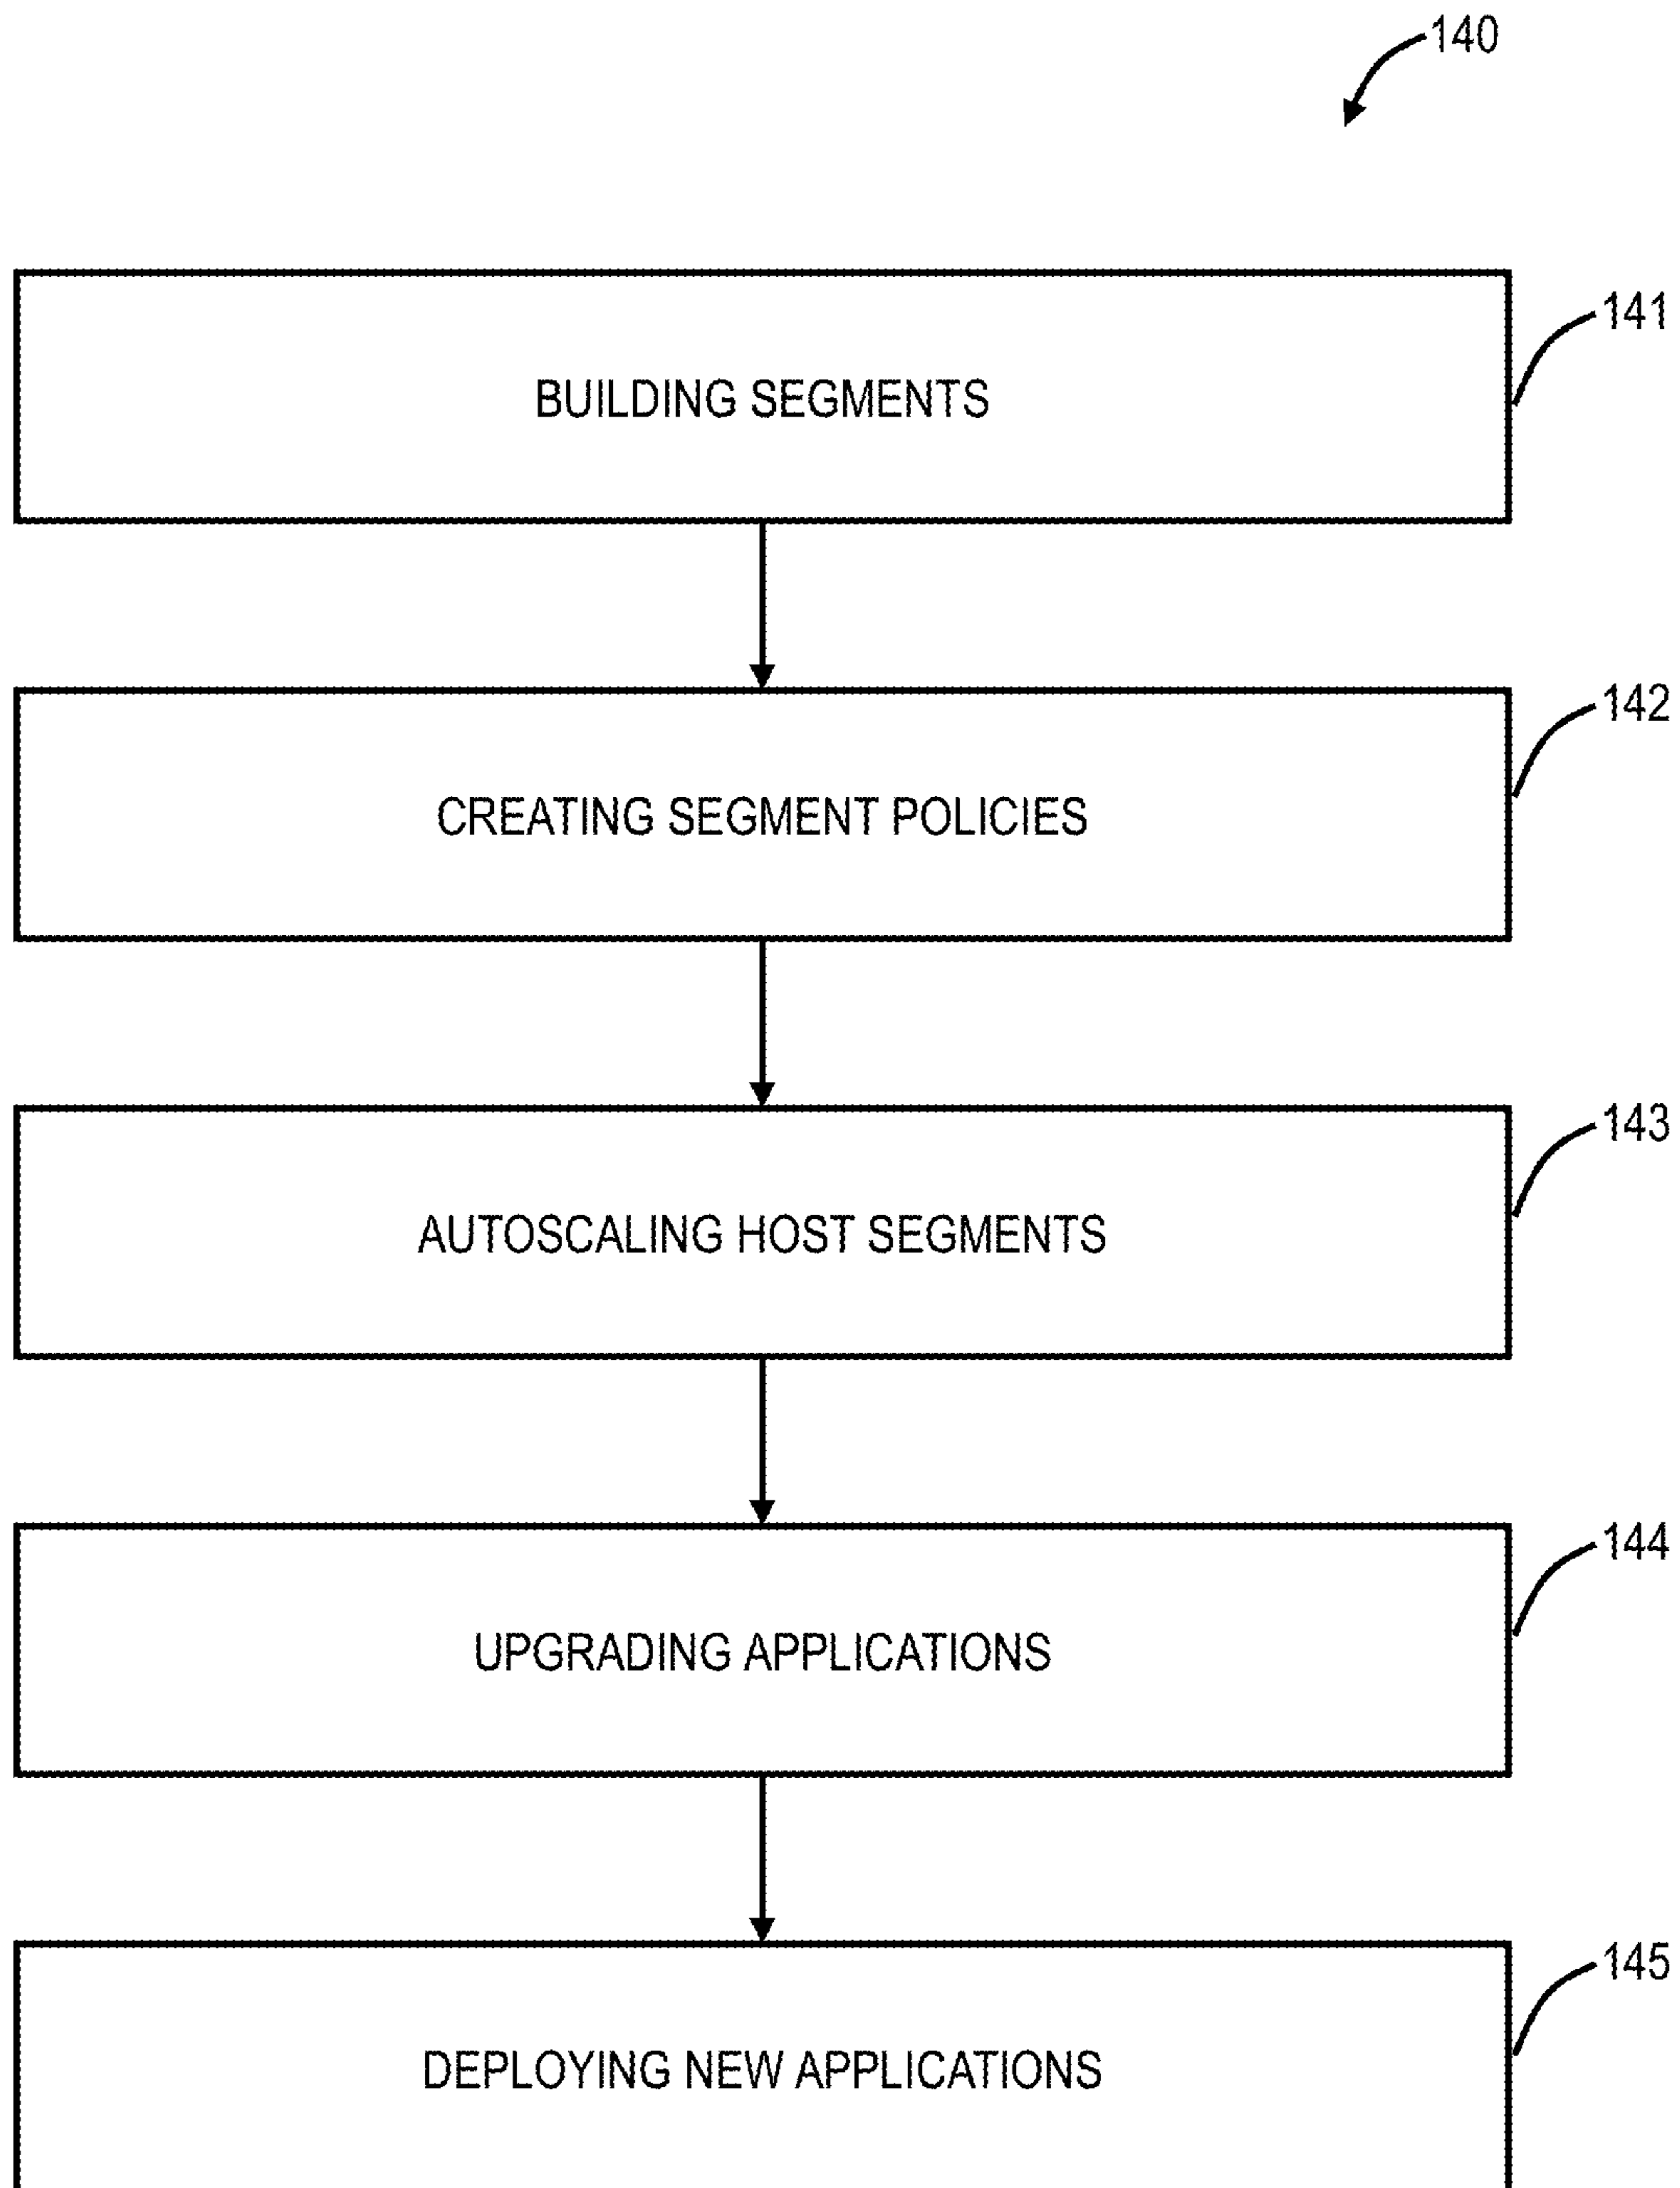 140
BUILDING SEGMENTS
141
CREATING SEGMENT POLICIES
142
AUTOSCALING HOST SEGMENTS
143
UPGRADING APPLICATIONS
144
DEPLOYING NEW APPLICATIONS
145